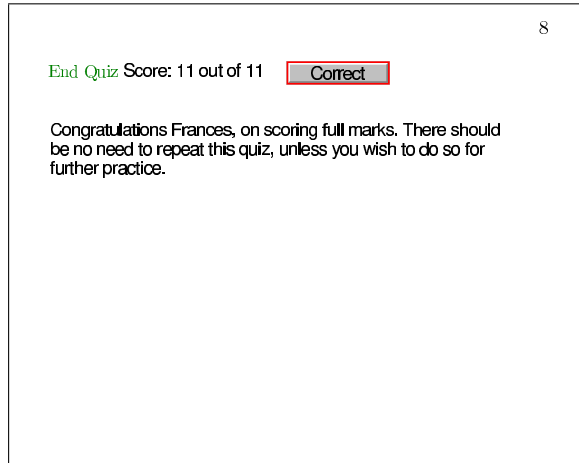 8
End Quiz Score: 11 out of 11 Correct
Congratulations Frances, on scoring full marks. There should
be no need to repeat this quiz, unless you wish to do so for
further practice.